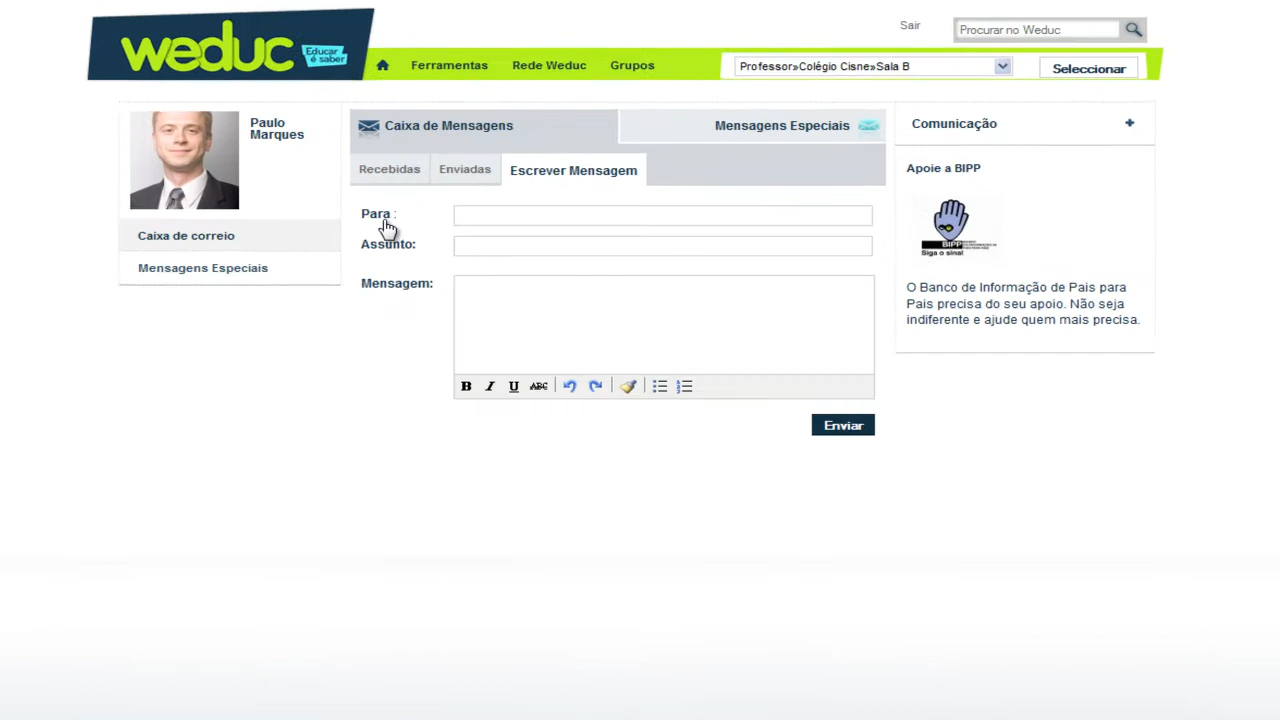 weduc
Educar
é saber
Sair
Procurar no Weduc
Ferramentas
Rede Weduc
Grupos
Professor»Colégio Cisne»Sala B
Seleccionar
Paulo
Marques
Caixa de correio
Mensagens Especiais
Caixa de Mensagens
Mensagens Especiais
Recebidas
Enviadas
Escrever Mensagem
Para :
Assunto:
Mensagem:
B I U ABC
Enviar
Comunicação +
Apoie a BIPP
BIPP
Siga o sinal
O Banco de Informação de Pais para
Pais precisa do seu apoio. Não seja
indiferente e ajude quem mais precisa.